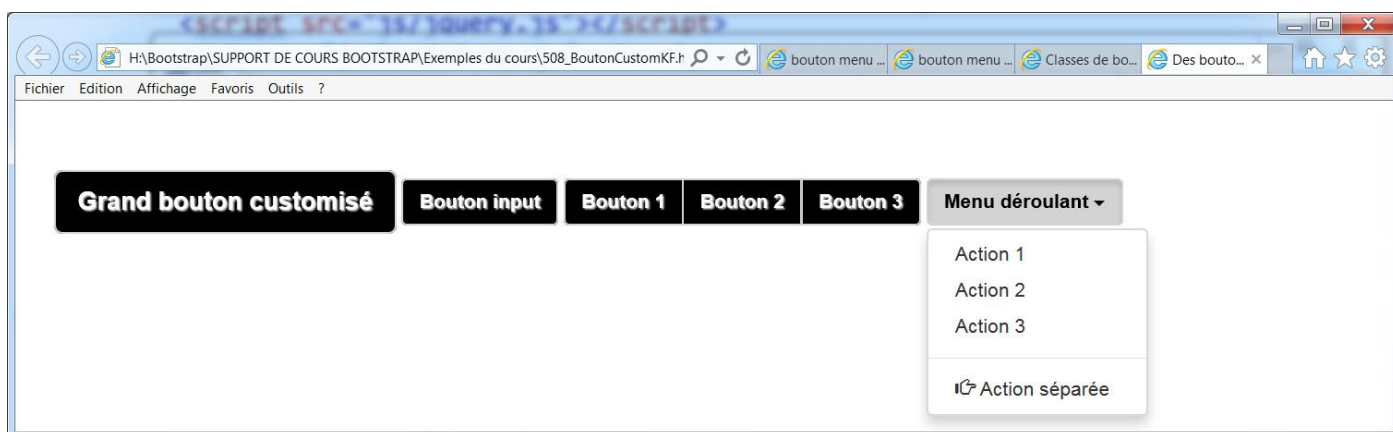 <script src="js/jquery.js"></script>
H:\Bootstrap\SUPPORT DE COURS BOOTSTRAP\Exemples du cours\508_BoutonCustomKF.h
bouton menu ...
bouton menu ...
Classes de bo...
Des bouto...
Fichier Edition Affichage Favoris Outils ?
Grand bouton customisé
Bouton input
Bouton 1
Bouton 2
Bouton 3
Menu déroulant
Action 1
Action 2
Action 3
Action séparée